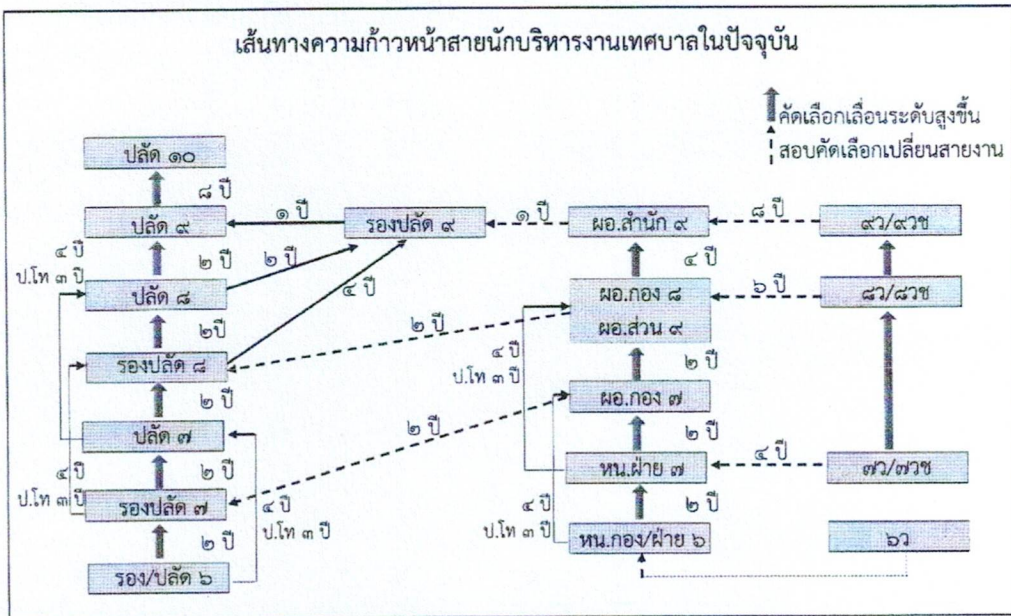 เส้นทางความก้าวหน้าสายนักบริหารงานเทศบาลในปัจจุบัน
คัดเลือกเลื่อนระดับสูงขึ้น
สอบคัดเลือกเปลี่ยนสายงาน
ปลัด ๑๐
๘ ปี
ปลัด ๙
๑ ปี
รองปลัด ๙
๑ ปี
ผอ.สำนัก ๙
๘ ปี
๙ว/๙วช
๔ ปี
ป.โท ๓ ปี
๒ ปี
๒ ปี
๔ ปี
๔ ปี
ปลัด ๘
ผอ.กอง ๘
ผอ.ส่วน ๙
๖ ปี
๘ว/๘วช
๒ปี
๒ ปี
รองปลัด ๘
๔ ปี
ป.โท ๓ ปี
๒ ปี
๒ ปี
ผอ.กอง ๗
ปลัด ๗
๒ ปี
๒ ปี
๔ ปี
ป.โท ๓ ปี
๒ ปี
หน.ฝ่าย ๗
๔ ปี
๗ว/๗วช
รองปลัด ๗
๔ ปี
ป.โท ๓ ปี
๔ ปี
ป.โท ๓ ปี
๒ ปี
๒ ปี
หน.กอง/ฝ่าย ๖
๖ว
รอง/ปลัด ๖